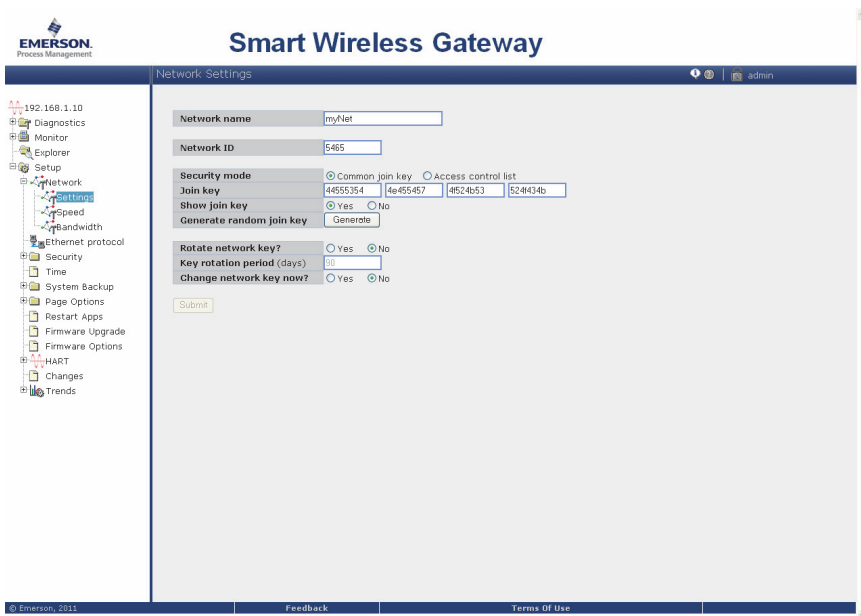 EMERSON.
Process Management
Smart Wireless Gateway
Network Settings
admin
192.168.1.10
Diagnostics
Monitor
Explorer
Setup
Network
Settings
Speed
Bandwidth
Ethernet protocol
Security
Time
System Backup
Page Options
Restart Apps
Firmware Upgrade
Firmware Options
HART
Changes
Trends
Network name myNet
Network ID 5465
Security mode Common join key Access control list
Join key 44555354 4e455457 4f524b53 524f434b
Show join key Yes No
Generate random join key Generate
Rotate network key? Yes No
Key rotation period (days) 90
Change network key now? Yes No
Submit
© Emerson, 2011 Feedback Terms Of Use